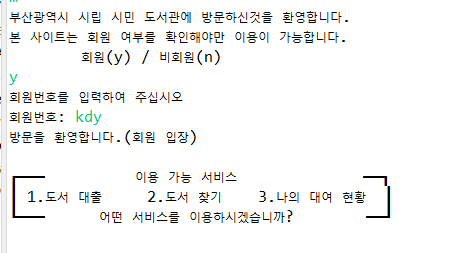 부산광역시 시립 시민 도서관에 방문하신것을 환영합니다.
본 사이트는 회원 여부를 확인해야만 이용이 가능합니다.
회원(y) / 비회원(n)
y
회원번호를 입력하여 주십시오
회원번호: kdy
방문을 환영합니다.(회원 입장)
이용 가능 서비스
1.도서 대출 2.도서 찾기 3.나의 대여 현황
어떤 서비스를 이용하시겠습니까?